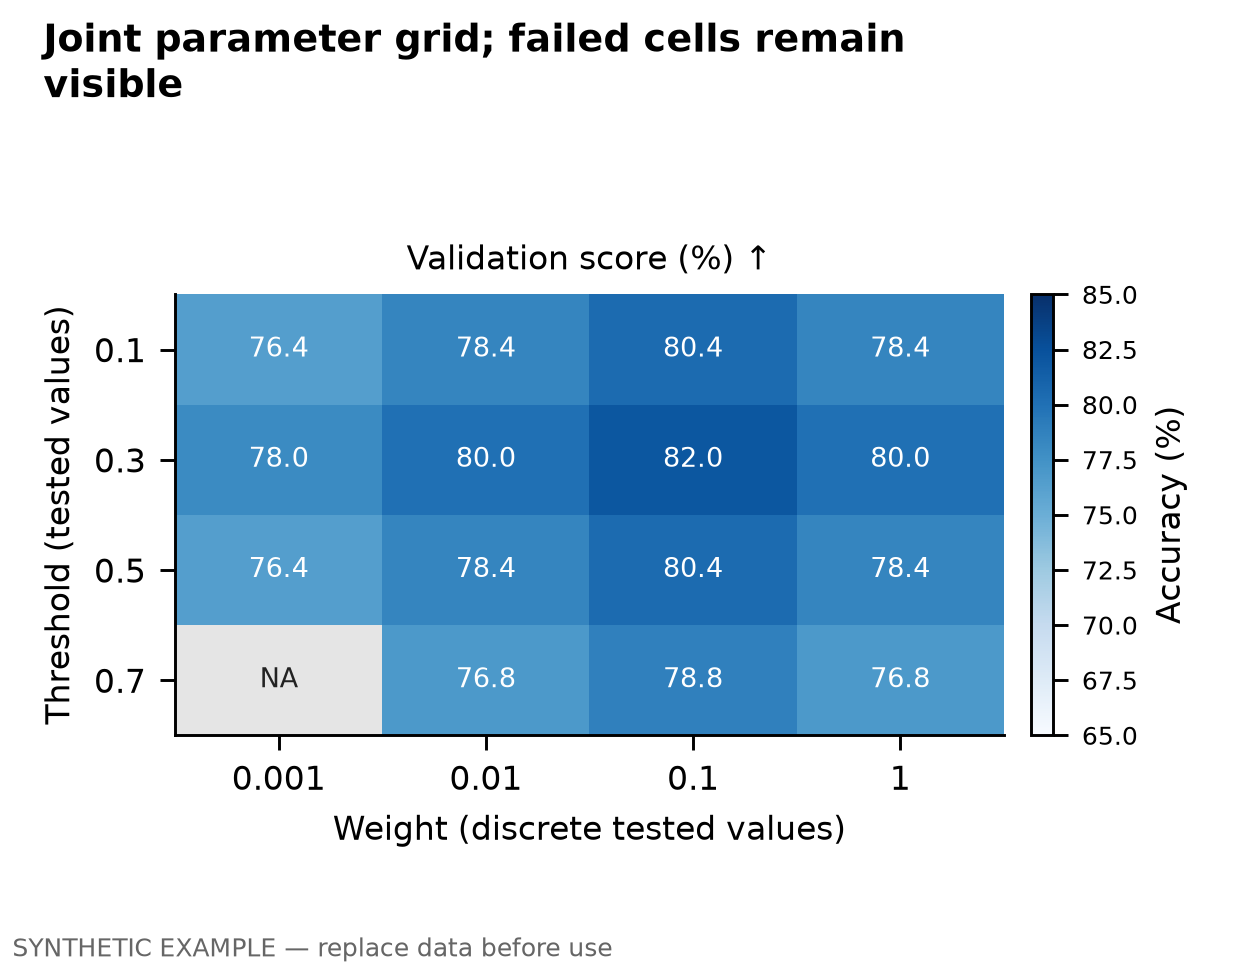 Joint parameter grid; failed cells remain
visible
Validation score (%) ↑
Threshold (tested values)
0.1 76.4 78.4 80.4 78.4
0.3 78.0 80.0 82.0 80.0
0.5 76.4 78.4 80.4 78.4
0.7 NA 76.8 78.8 76.8
0.001 0.01 0.1 1
Weight (discrete tested values)
85.0
82.5
80.0
77.5
75.0
72.5
70.0
67.5
65.0
Accuracy (%)
SYNTHETIC EXAMPLE — replace data before use